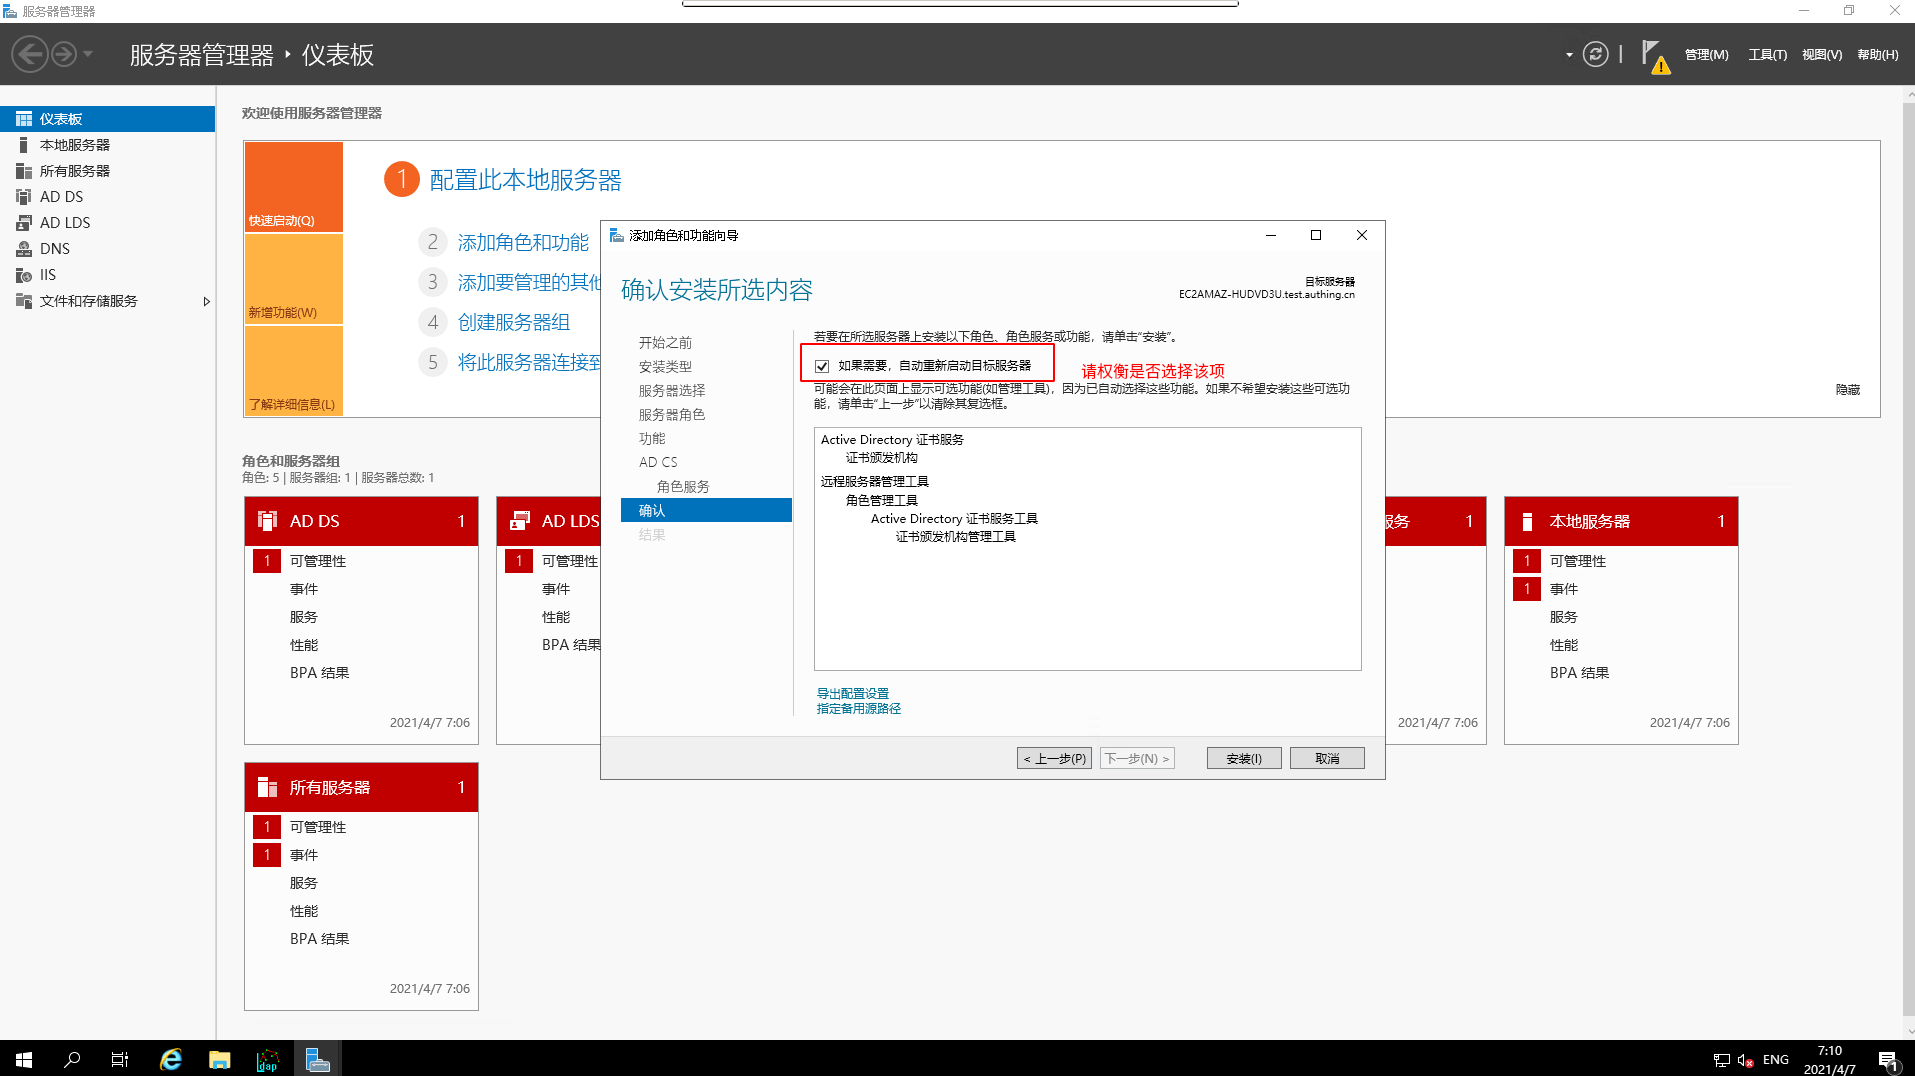 服务器管理器
服务器管理器 · 仪表板
管理(M)
工具(T)
视图(V)
帮助(H)
仪表板
本地服务器
所有服务器
AD DS
AD LDS
DNS
IIS
文件和存储服务
欢迎使用服务器管理器
快速启动(Q)
新增功能(W)
了解详细信息(L)
1 配置此本地服务器
2 添加角色和功能
3 添加要管理的其他
4 创建服务器组
5 将此服务器连接到
隐藏
添加角色和功能向导
确认安装所选内容
目标服务器
EC2AMAZ-HUDVD3U.test.authing.cn
开始之前
安装类型
服务器选择
服务器角色
功能
AD CS
角色服务
确认
结果
若要在所选服务器上安装以下角色、角色服务或功能，请单击“安装”。
如果需要，自动重新启动目标服务器
请权衡是否选择该项
可能会在此页面上显示可选功能(如管理工具)，因为已自动选择这些功能。如果不希望安装这些可选功
能，请单击“上一步”以清除其复选框。
Active Directory 证书服务
证书颁发机构
远程服务器管理工具
角色管理工具
Active Directory 证书服务工具
证书颁发机构管理工具
导出配置设置
指定备用源路径
< 上一步(P)
下一步(N) >
安装(I)
取消
角色和服务器组
角色: 5 | 服务器组: 1 | 服务器总数: 1
AD DS 1
1 可管理性
事件
服务
性能
BPA 结果
2021/4/7 7:06
AD LDS
1 可管理性
事件
性能
BPA 结果
服务 1
2021/4/7 7:06
本地服务器 1
1 可管理性
1 事件
服务
性能
BPA 结果
2021/4/7 7:06
所有服务器 1
1 可管理性
1 事件
服务
性能
BPA 结果
2021/4/7 7:06
ldap
ENG
7:10
2021/4/7
1